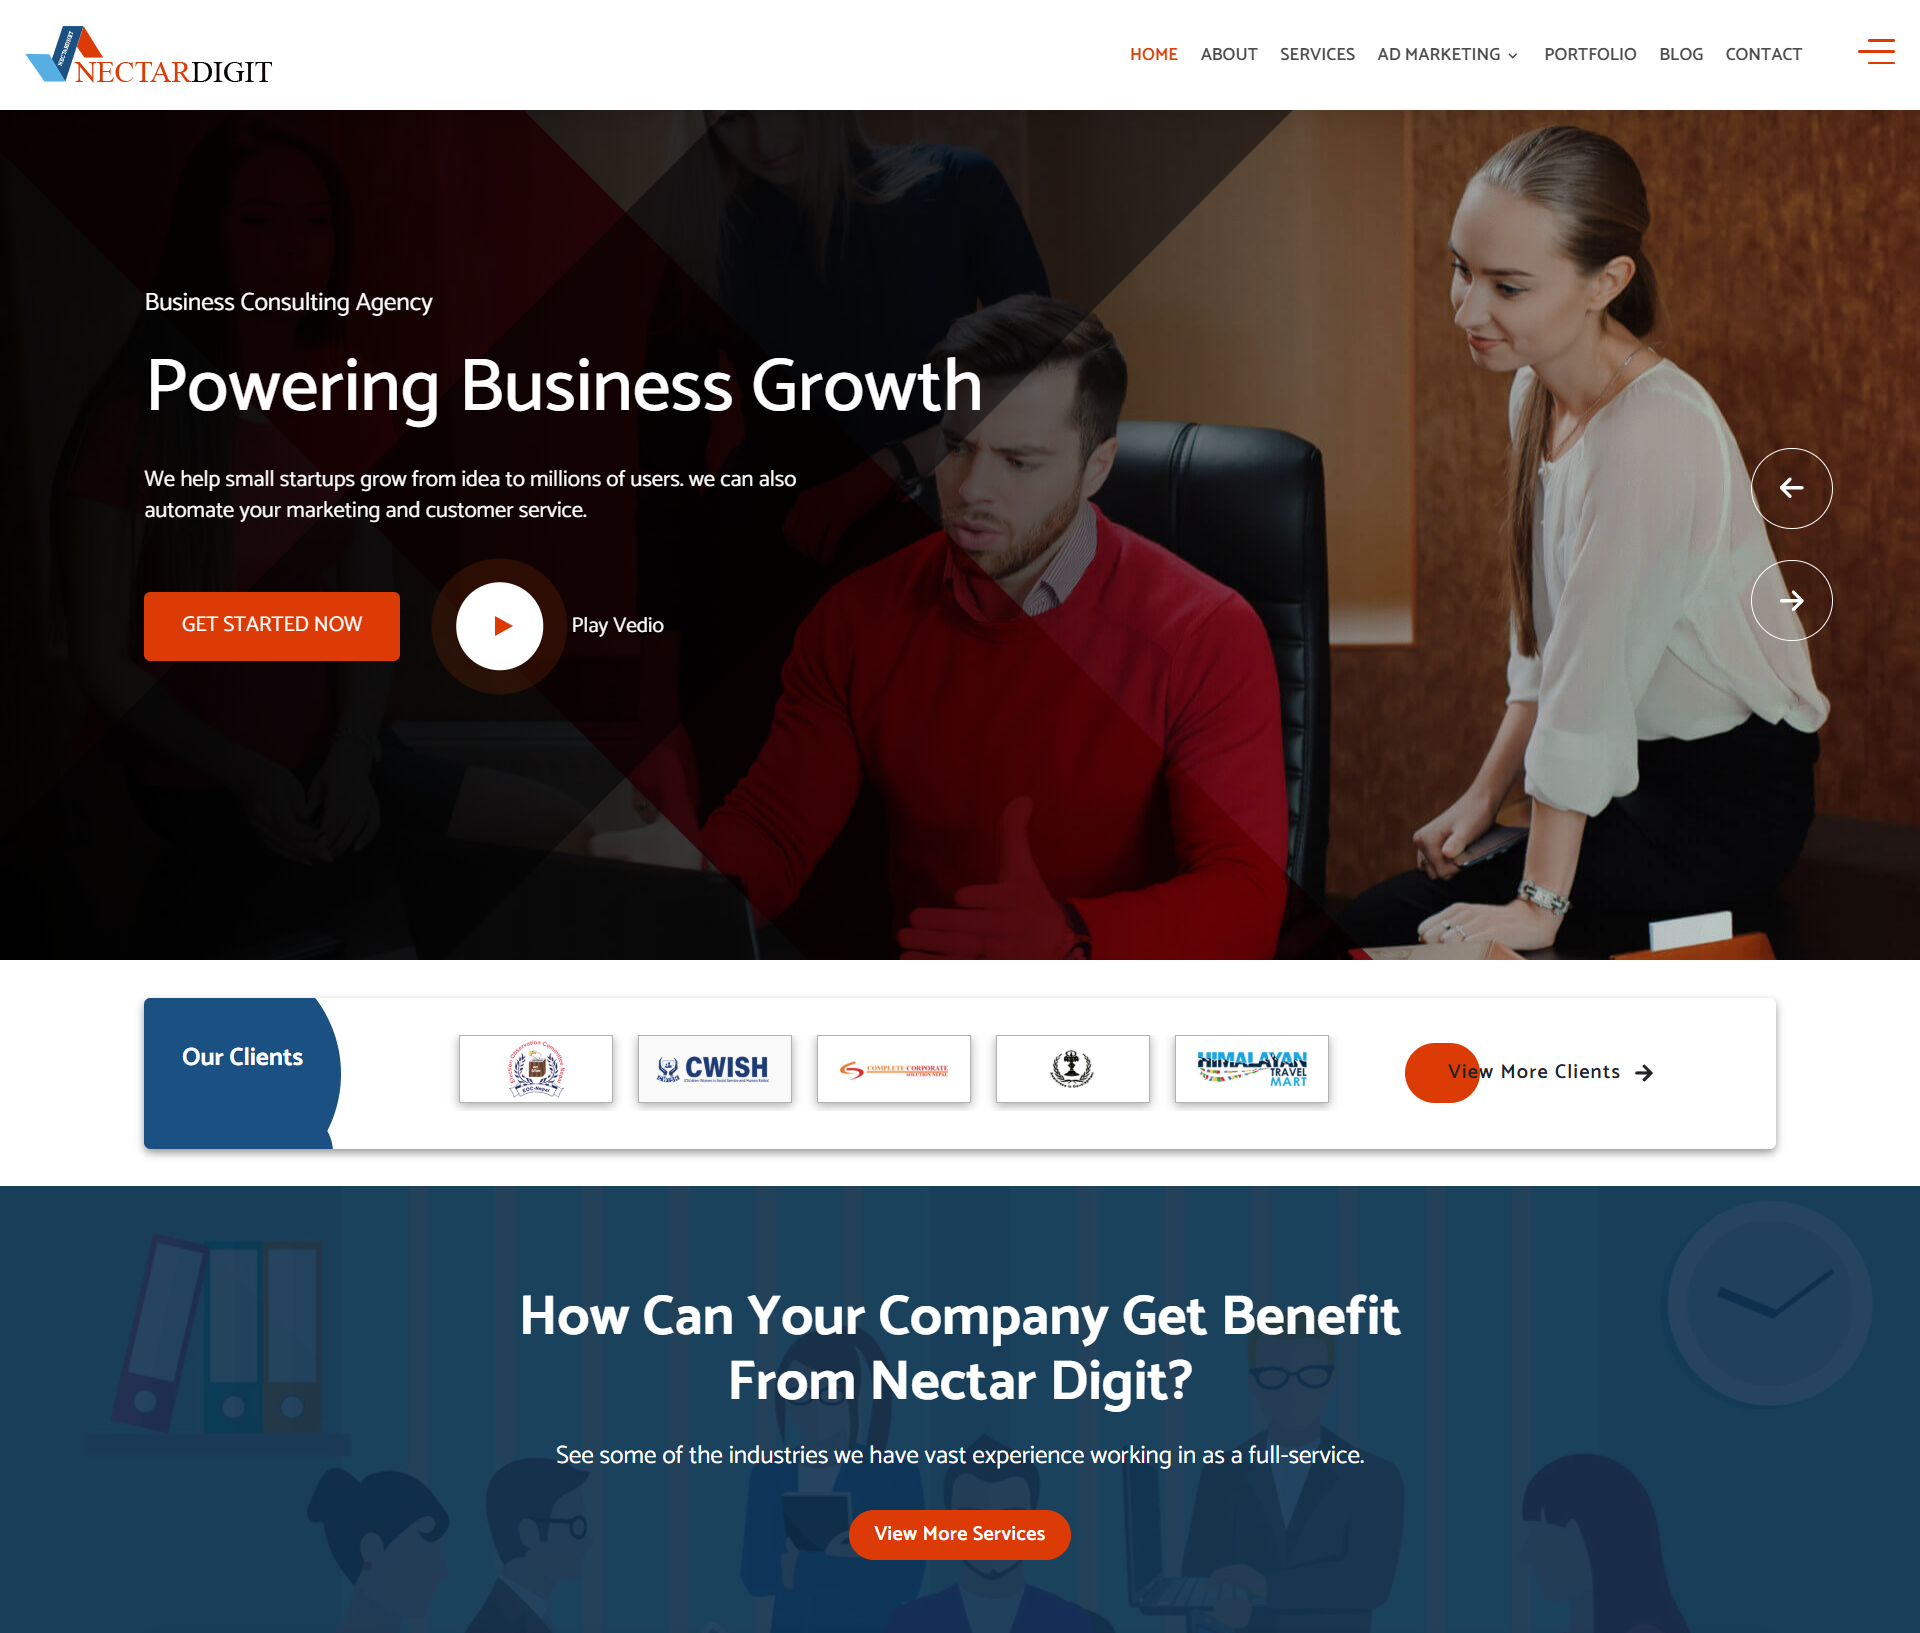 NECTARDIGIT
NECTARDIGIT
HOME ABOUT SERVICES AD MARKETING PORTFOLIO BLOG CONTACT
Business Consulting Agency
Powering Business Growth
We help small startups grow from idea to millions of users. we can also
automate your marketing and customer service.
GET STARTED NOW
Play Vedio
Our Clients
CWISH
COMPLETE CORPORATE
SOLUTION NEPAL
HIMALAYAN
TRAVEL
MART
View More Clients
How Can Your Company Get Benefit
From Nectar Digit?
See some of the industries we have vast experience working in as a full-service.
View More Services